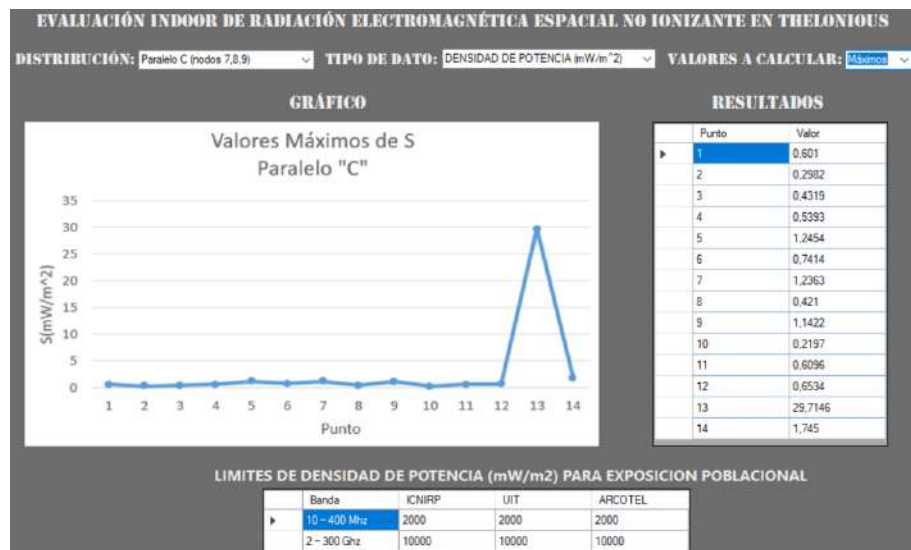 EVALUACIÓN INDOOR DE RADIACIÓN ELECTROMAGNÉTICA ESPACIAL NO IONIZANTE EN THELONIOUS
DISTRIBUCIÓN: Paralelo C (nodos 7,8,9) TIPO DE DATO: DENSIDAD DE POTENCIA (mW/m^2) VALORES A CALCULAR: Máximos
GRÁFICO
Valores Máximos de S
Paralelo "C"
S(mW/m^2)
35
30
25
20
15
10
5
0
1 2 3 4 5 6 7 8 9 10 11 12 13 14
Punto
RESULTADOS
Punto Valor
1 0,601
2 0,2982
3 0,4319
4 0,5393
5 1,2454
6 0,7414
7 1,2363
8 0,421
9 1,1422
10 0,2197
11 0,6096
12 0,6534
13 29,7146
14 1,745
LIMITES DE DENSIDAD DE POTENCIA (mW/m2) PARA EXPOSICION POBLACIONAL
Banda ICNIRP UIT ARCOTEL
10 – 400 Mhz 2000 2000 2000
2 – 300 Ghz 10000 10000 10000